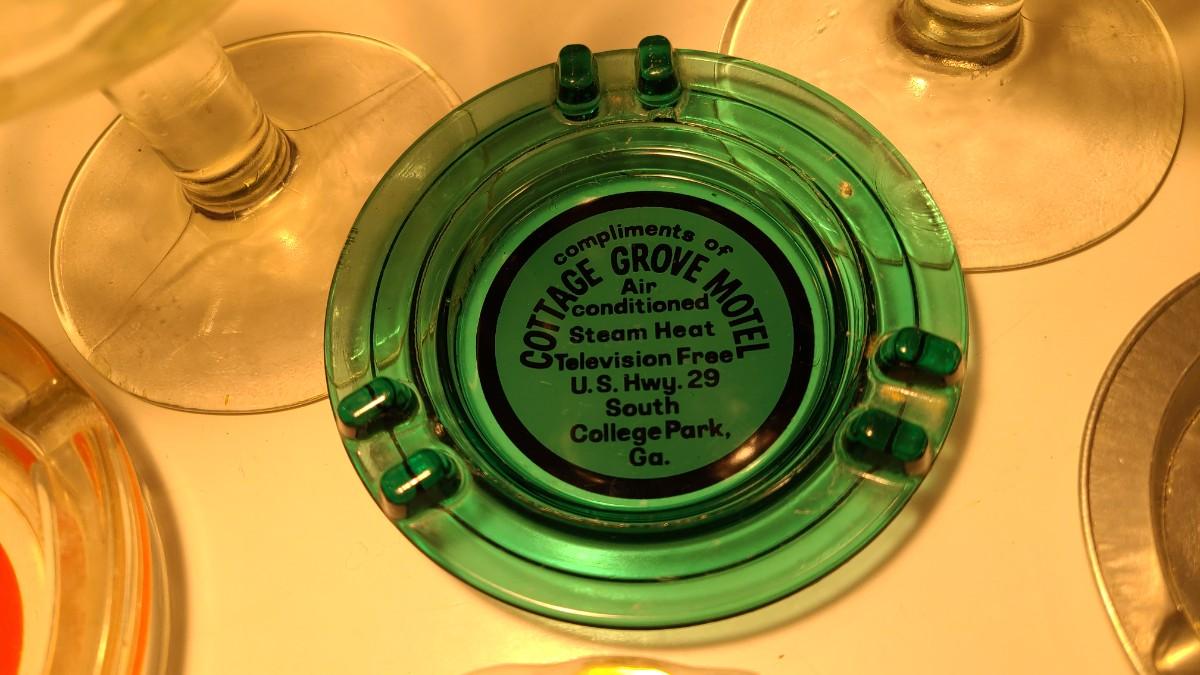 compliments of
COTTAGE GROVE MOTEL
Air
conditioned
Steam Heat
Television Free
U.S. Hwy. 29
South
College Park,
Ga.